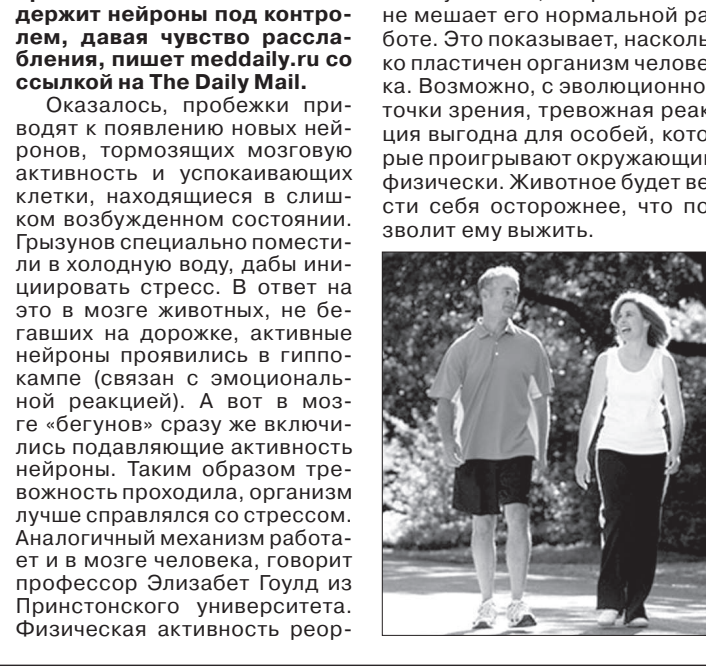 держит нейроны под контро-
лем, давая чувство рассла-
бления, пишет meddaily.ru со
ссылкой на The Daily Mail.
Оказалось, пробежки при-
водят к появлению новых ней-
ронов, тормозящих мозговую
активность и успокаивающих
клетки, находящиеся в слиш-
ком возбужденном состоянии.
Грызунов специально помести-
ли в холодную воду, дабы ини-
циировать стресс. В ответ на
это в мозге животных, не бе-
гавших на дорожке, активные
нейроны проявились в гиппо-
кампе (связан с эмоциональ-
ной реакцией). А вот в моз-
ге «бегунов» сразу же включи-
лись подавляющие активность
нейроны. Таким образом тре-
вожность проходила, организм
лучше справлялся со стрессом.
Аналогичный механизм работа-
ет и в мозге человека, говорит
профессор Элизабет Гоулд из
Принстонского университета.
Физическая активность реор-
не мешает его нормальной ра
боте. Это показывает, насколь
ко пластичен организм челове
ка. Возможно, с эволюционно
точки зрения, тревожная реак
ция выгодна для особей, кото
рые проигрывают окружающи
физически. Животное будет ве
сти себя осторожнее, что по
зволит ему выжить.